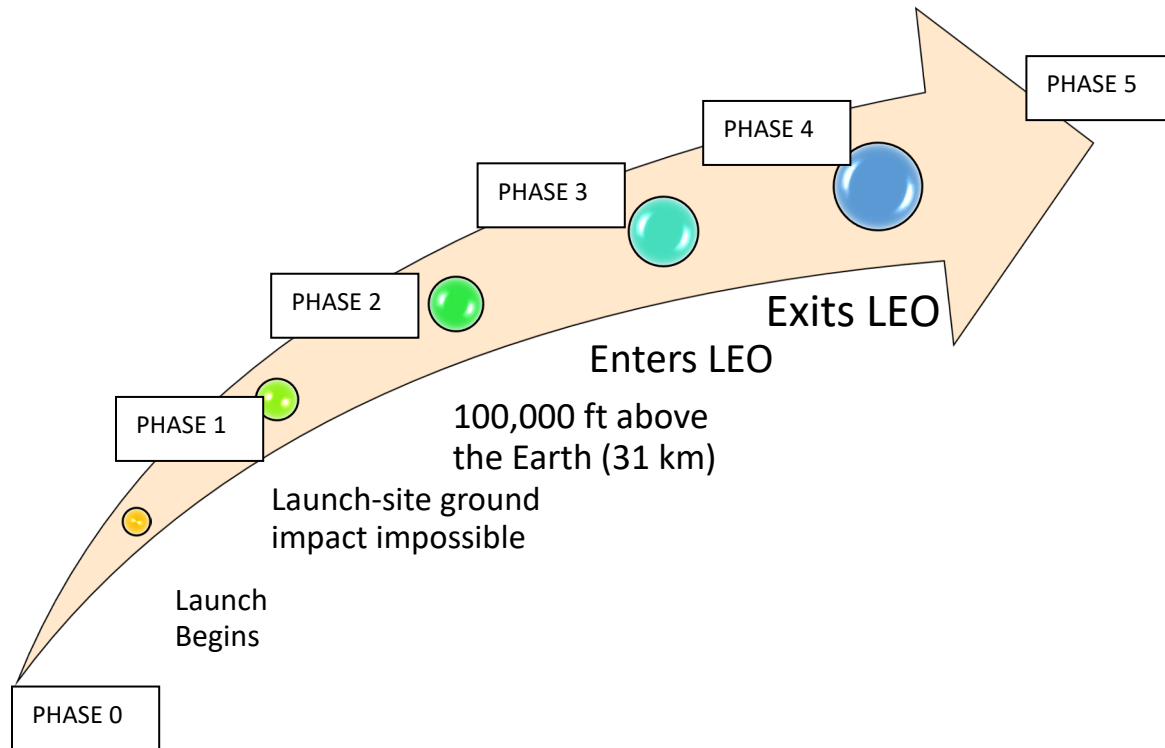 PHASE 5
PHASE 4
PHASE 3
PHASE 2
Exits LEO
Enters LEO
PHASE 1
100,000 ft above
the Earth (31 km)
Launch-site ground
impact impossible
Launch
Begins
PHASE 0